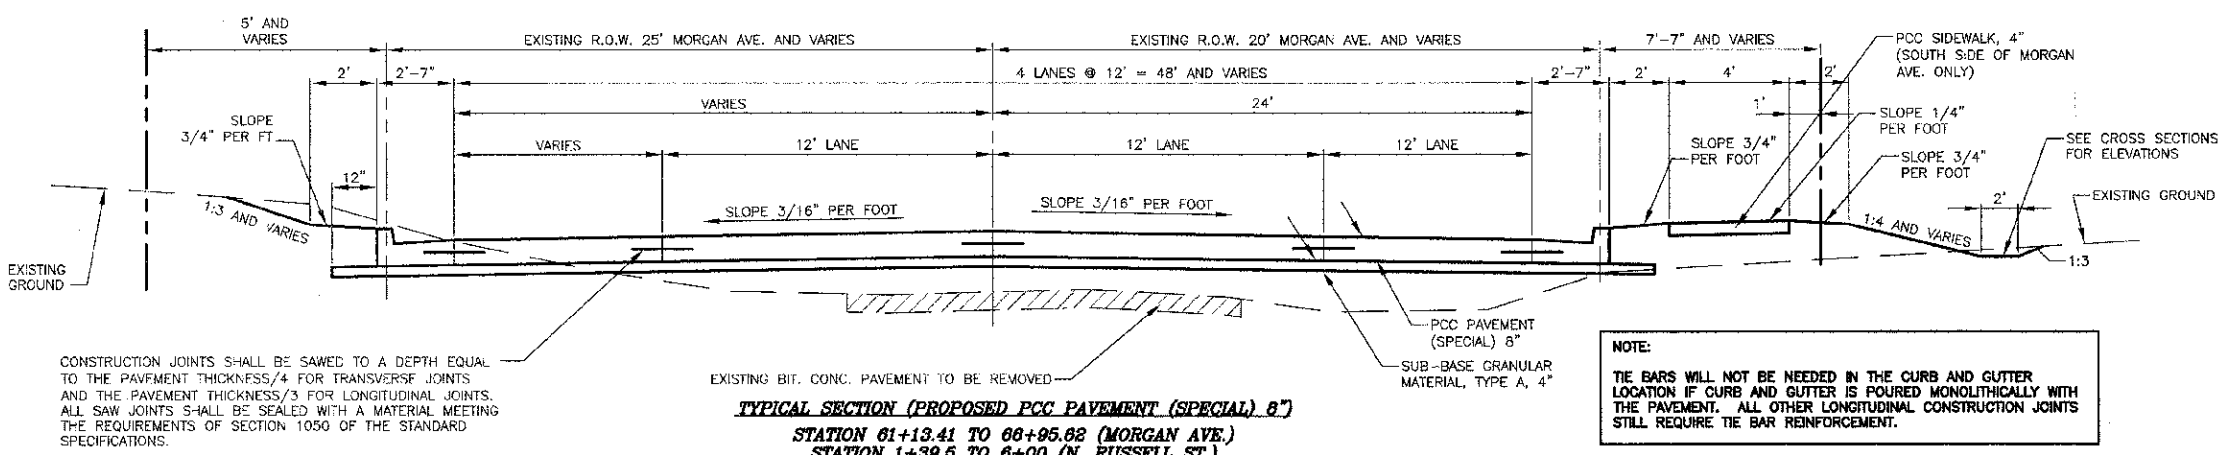 5' AND
VARIES
EXISTING R.O.W. 25' MORGAN AVE. AND VARIES
EXISTING R.O.W. 20' MORGAN AVE. AND VARIES
7'-7" AND VARIES
PCC SIDEWALK, 4"
(SOUTH SIDE OF MORGAN
AVE. ONLY)
2'
2'-7"
4 LANES @ 12' = 48' AND VARIES
2'-7"
2'
4'
2'
VARIES
24'
1'
SLOPE 1/4"
PER FOOT
SLOPE
3/4" PER FT.
VARIES
12' LANE
12' LANE
12' LANE
SLOPE 3/4"
PER FOOT
SLOPE 3/4"
PER FOOT
SEE CROSS SECTIONS
FOR ELEVATIONS
12"
2'
EXISTING GROUND
1:3 AND VARIES
SLOPE 3/16" PER FOOT
SLOPE 3/16" PER FOOT
1:4 AND VARIES
1:3
EXISTING
GROUND
PCC PAVEMENT
(SPECIAL) 8"
SUB-BASE GRANULAR
MATERIAL, TYPE A, 4"
EXISTING BIT. CONC. PAVEMENT TO BE REMOVED
CONSTRUCTION JOINTS SHALL BE SAWED TO A DEPTH EQUAL
TO THE PAVEMENT THICKNESS/4 FOR TRANSVERSE JOINTS
AND THE PAVEMENT THICKNESS/3 FOR LONGITUDINAL JOINTS.
ALL SAW JOINTS SHALL BE SEALED WITH A MATERIAL MEETING
THE REQUIREMENTS OF SECTION 1050 OF THE STANDARD
SPECIFICATIONS.
TYPICAL SECTION (PROPOSED PCC PAVEMENT (SPECIAL) 8")
STATION 61+13.41 TO 66+95.62 (MORGAN AVE.)
STATION 1+39.5 TO 6+00 (N. RUSSELL ST.)
NOTE:
TIE BARS WILL NOT BE NEEDED IN THE CURB AND GUTTER
LOCATION IF CURB AND GUTTER IS POURED MONOLITHICALLY WITH
THE PAVEMENT. ALL OTHER LONGITUDINAL CONSTRUCTION JOINTS
STILL REQUIRE TIE BAR REINFORCEMENT.